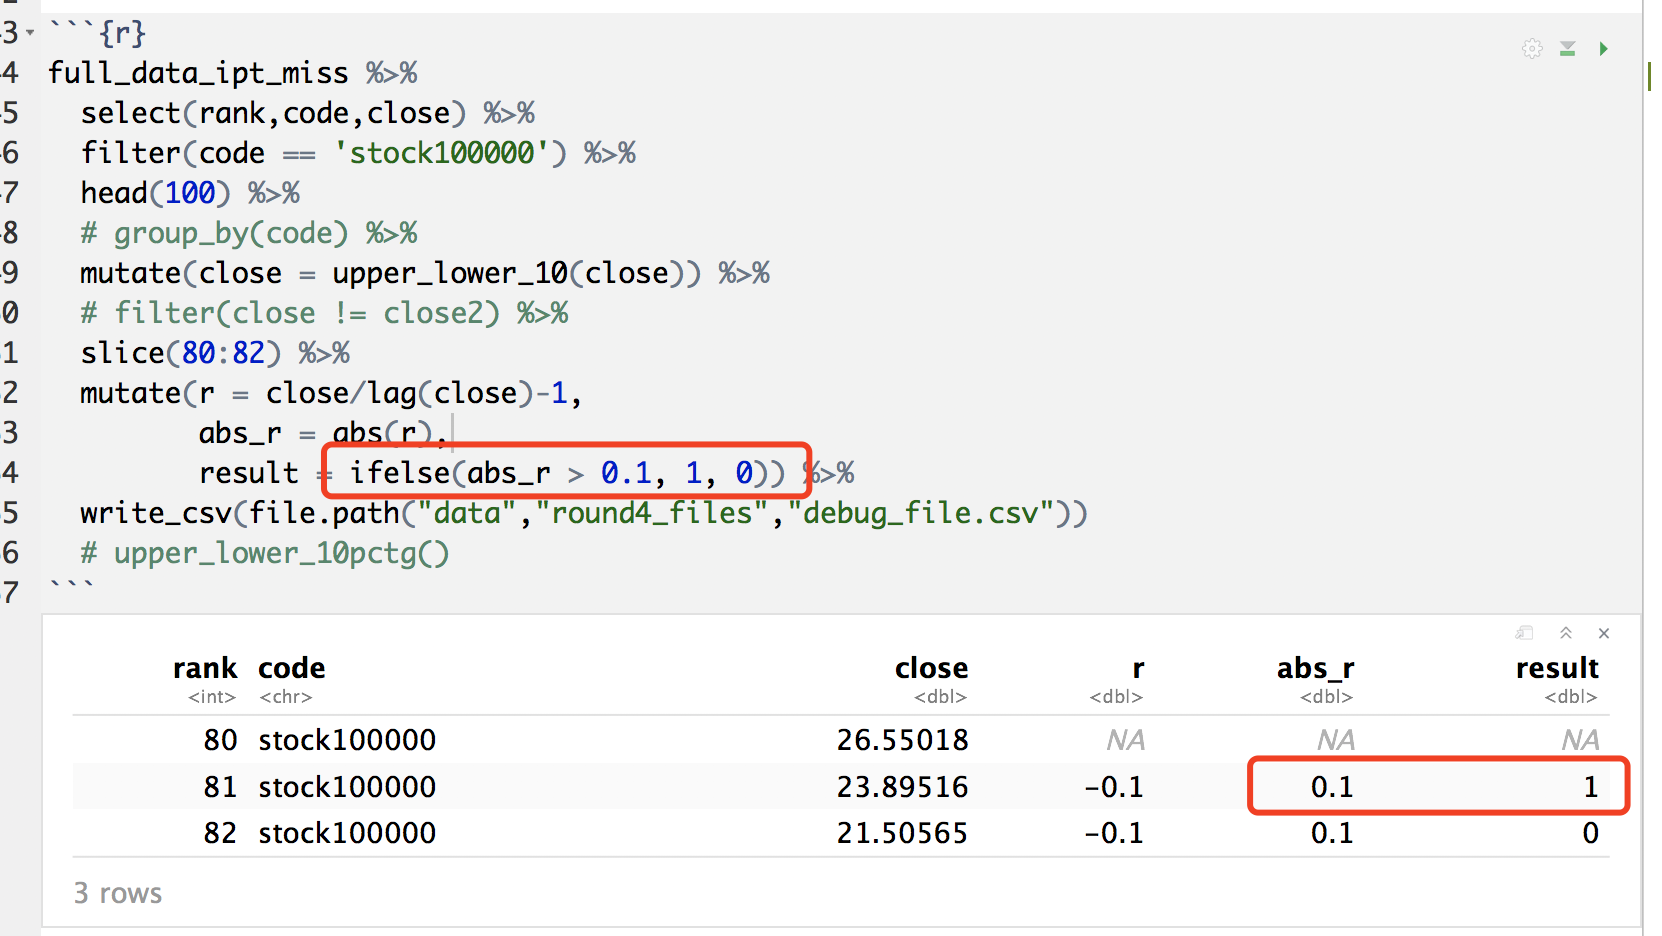 3 ```{r}
4 full_data_ipt_miss %>%
5 select(rank,code,close) %>%
6 filter(code == 'stock100000') %>%
7 head(100) %>%
8 # group_by(code) %>%
9 mutate(close = upper_lower_10(close)) %>%
0 # filter(close != close2) %>%
1 slice(80:82) %>%
2 mutate(r = close/lag(close)-1,
3 abs_r = abs(r),
4 result = ifelse(abs_r > 0.1, 1, 0)) %>%
5 write_csv(file.path("data","round4_files","debug_file.csv"))
6 # upper_lower_10pctg()
7 ```
rank code close r abs_r result
<int> <chr> <dbl> <dbl> <dbl> <dbl>
80 stock100000 26.55018 NA NA NA
81 stock100000 23.89516 -0.1 0.1 1
82 stock100000 21.50565 -0.1 0.1 0
3 rows